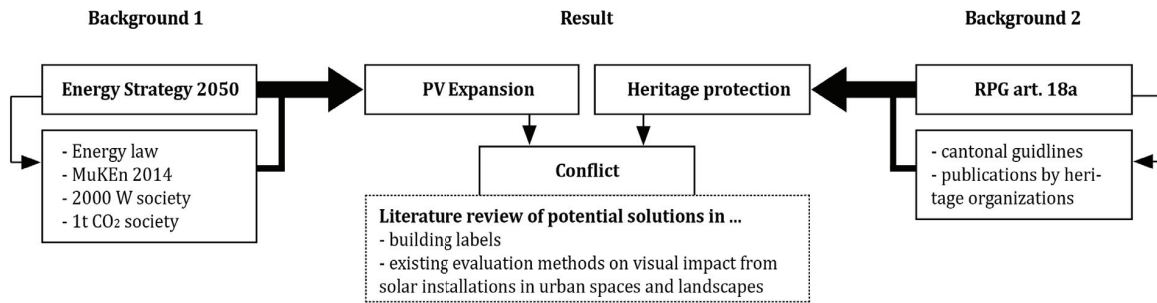 Background 1
Result
Background 2
Energy Strategy 2050
PV Expansion
Heritage protection
RPG art. 18a
- Energy law
- MuKEn 2014
- 2000 W society
- 1t CO₂ society
Conflict
- cantonal guidlines
- publications by heri-
tage organizations
Literature review of potential solutions in ...
- building labels
- existing evaluation methods on visual impact from
solar installations in urban spaces and landscapes